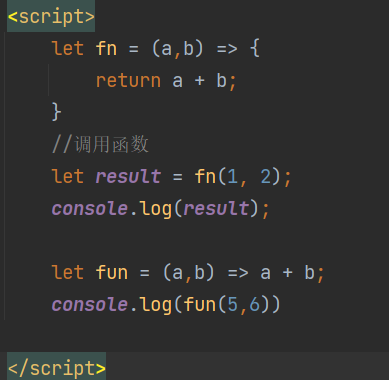 <script>
let fn = (a,b) => {
return a + b;
}
//调用函数
let result = fn(1, 2);
console.log(result);
let fun = (a,b) => a + b;
console.log(fun(5,6))
</script>